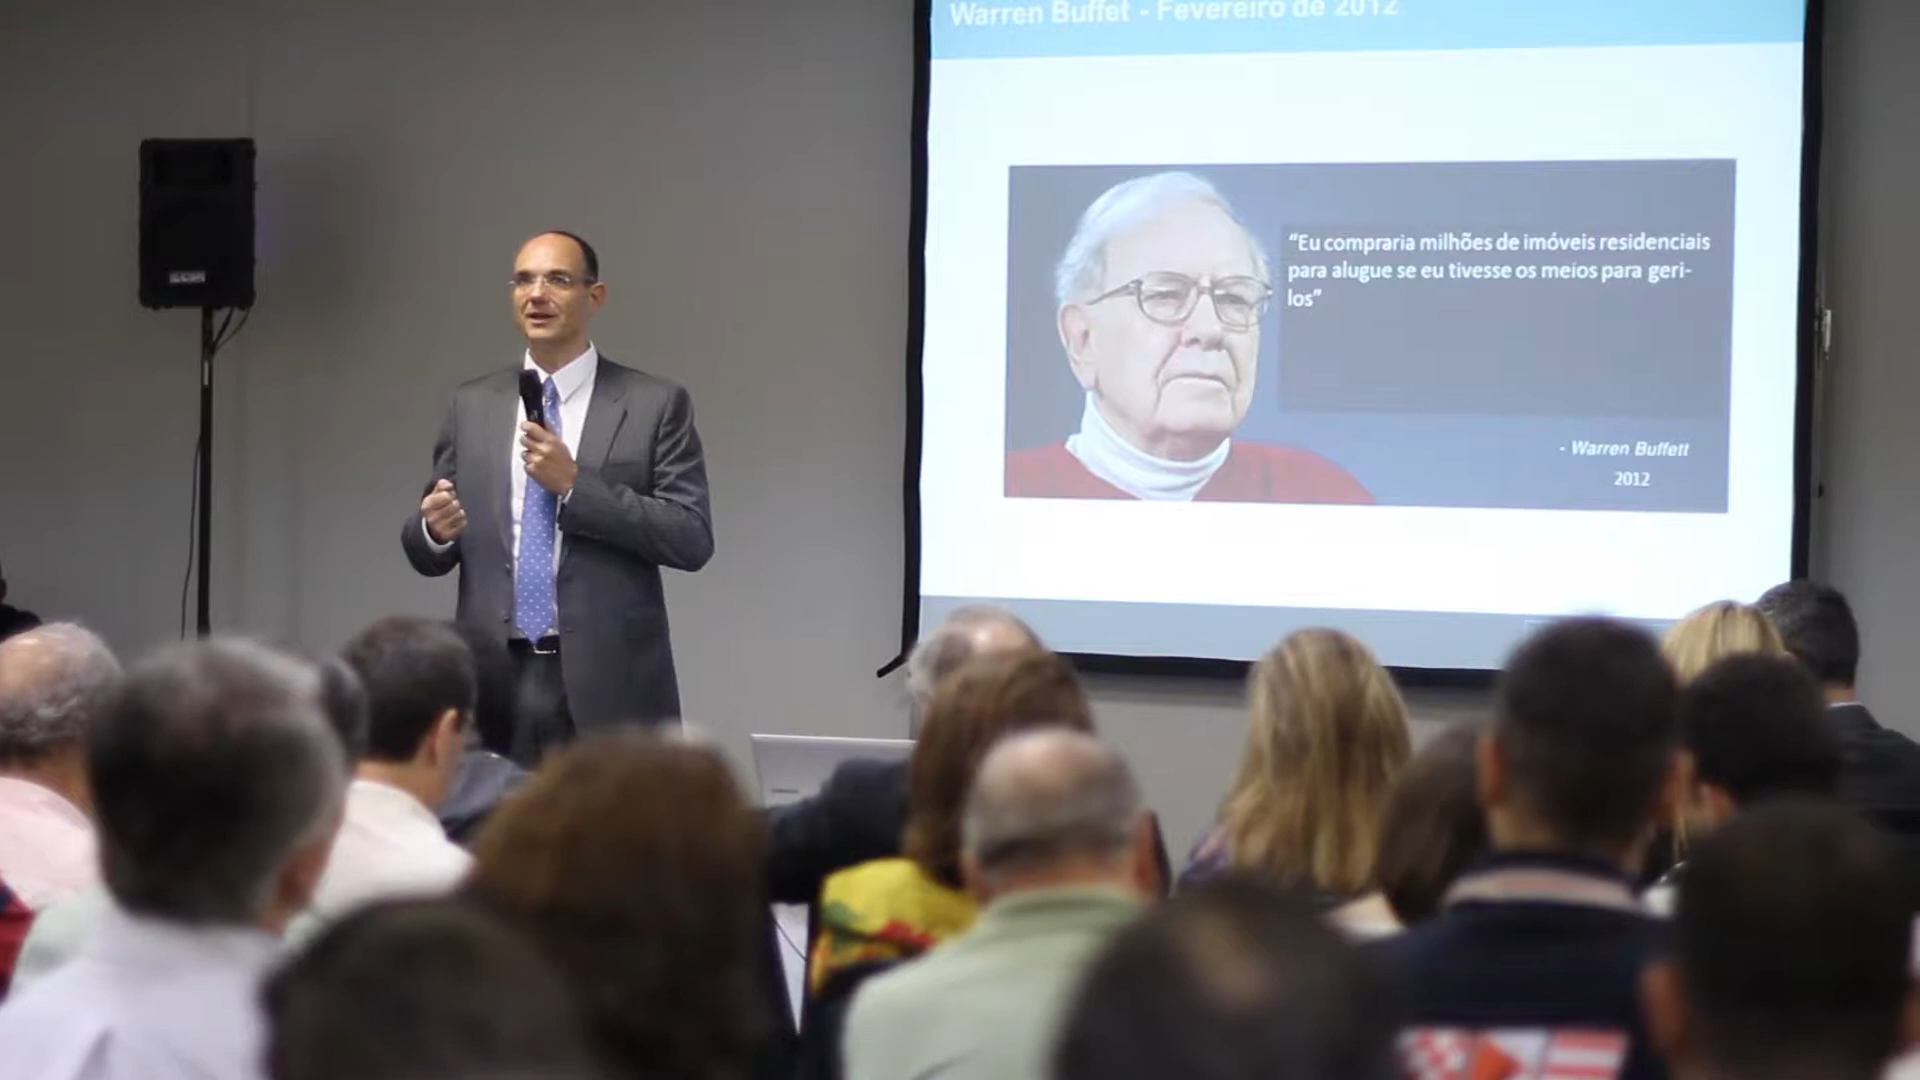 Warren Buffet - Fevereiro de 2012
“Eu compraria milhões de imóveis residenciais
para alugue se eu tivesse os meios para geri-
los”
- Warren Buffett
2012